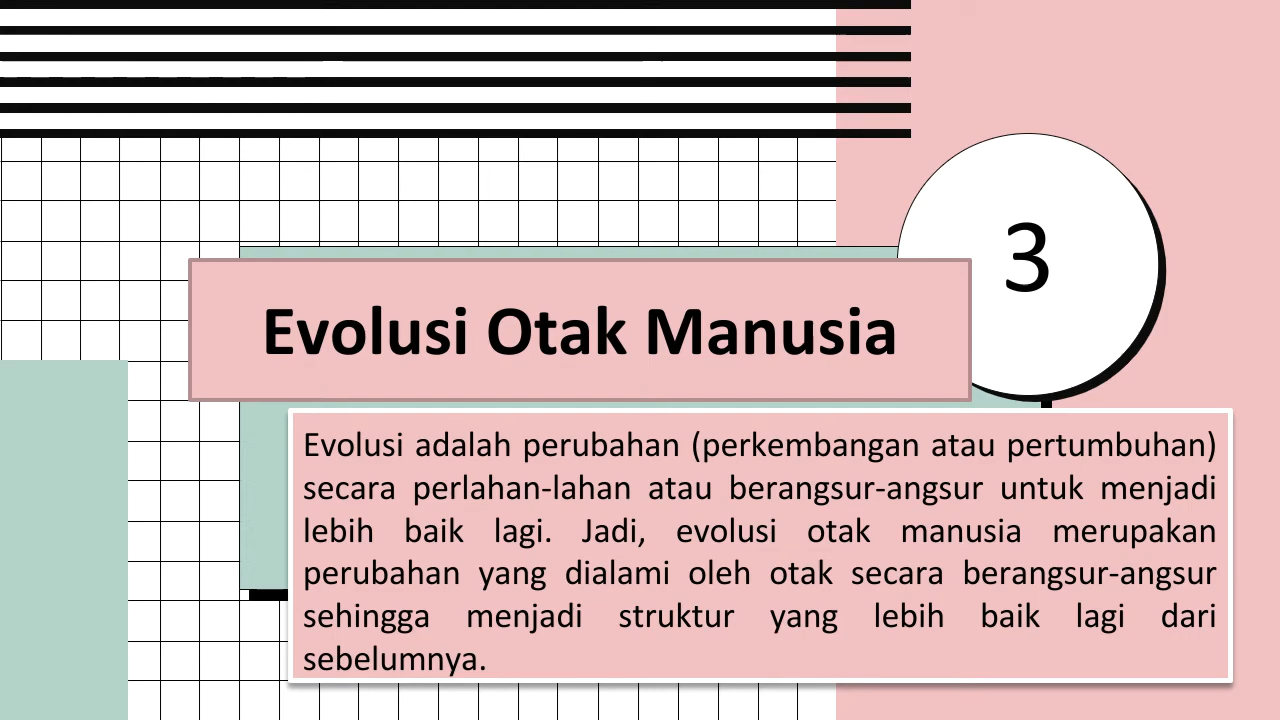 3
Evolusi Otak Manusia
Evolusi adalah perubahan (perkembangan atau pertumbuhan)
secara perlahan-lahan atau berangsur-angsur untuk menjadi
lebih baik lagi. Jadi, evolusi otak manusia merupakan
perubahan yang dialami oleh otak secara berangsur-angsur
sehingga menjadi struktur yang lebih baik lagi dari
sebelumnya.